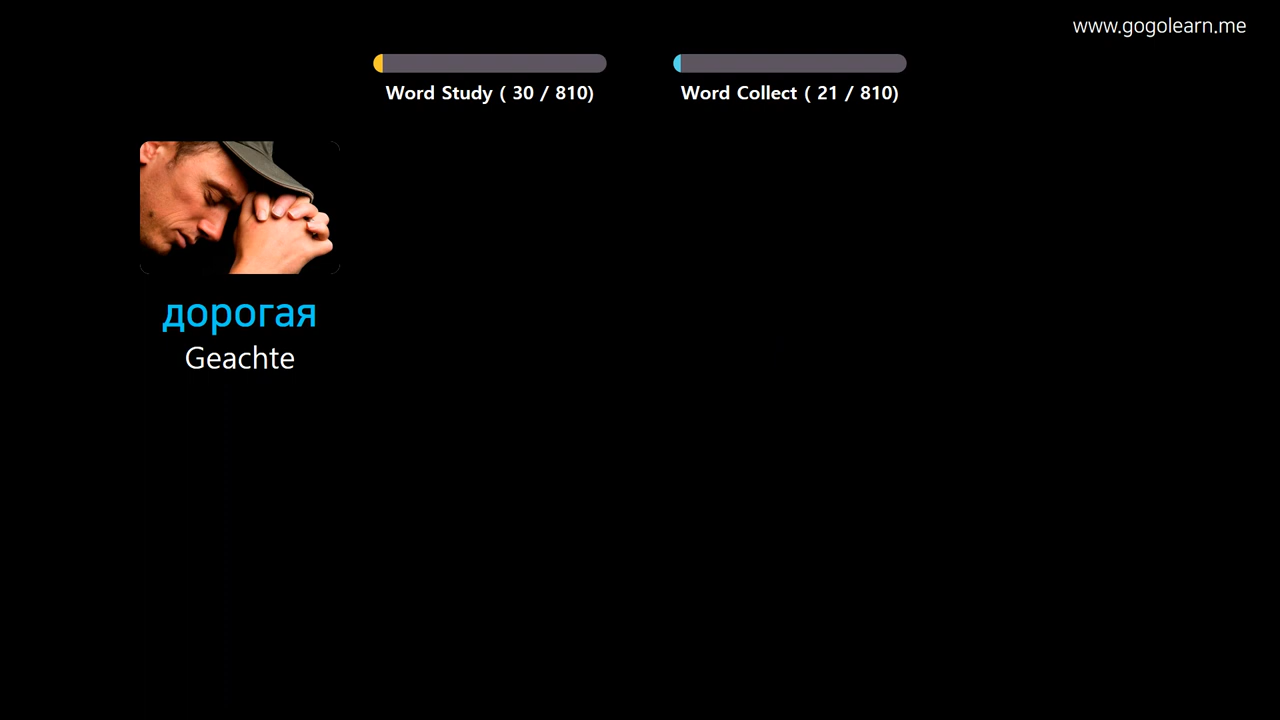 www.gogolearn.me
Word Study ( 30 / 810)
Word Collect ( 21 / 810)
дорогая
Geachte